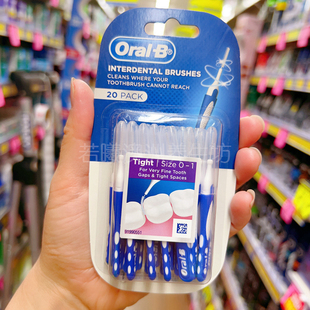 Oral-B®
INTERDENTAL BRUSHES
CLEANS WHERE YOUR
TOOTHBRUSH CANNOT REACH
20 PACK
Tight | Size 0 - 1
For Very Fine Tooth
Gaps & Tight Spaces
Oral-B